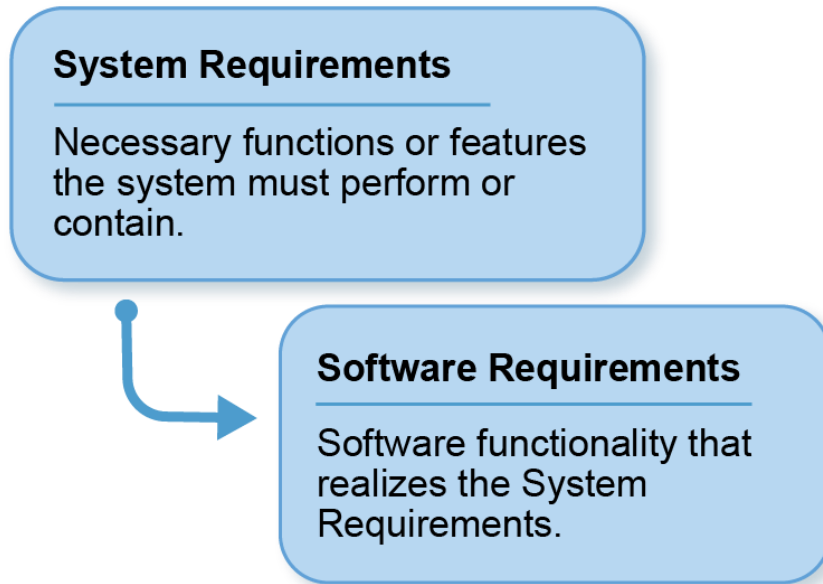 System Requirements
Necessary functions or features
the system must perform or
contain.
Software Requirements
Software functionality that
realizes the System
Requirements.